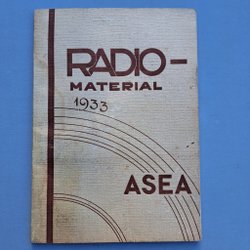 RADIO-
MATERIAL
1933
ASEA